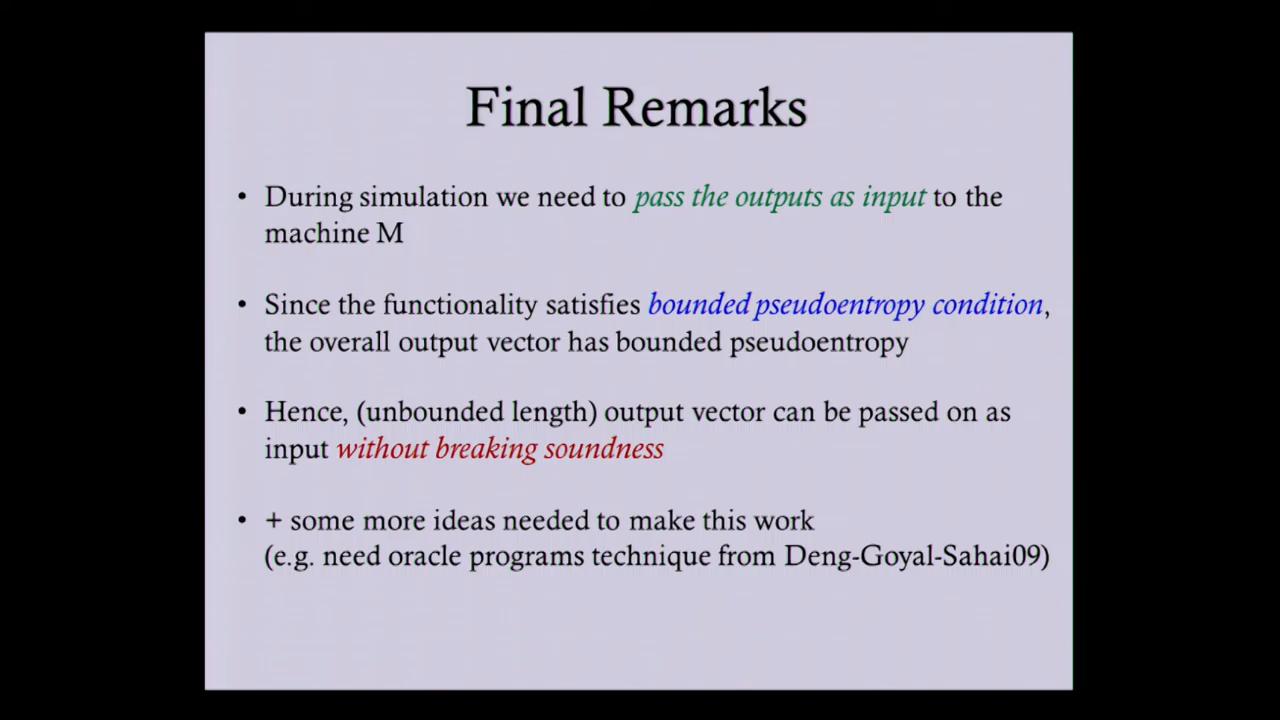 Final Remarks
• During simulation we need to pass the outputs as input to the
machine M
• Since the functionality satisfies bounded pseudoentropy condition,
the overall output vector has bounded pseudoentropy
• Hence, (unbounded length) output vector can be passed on as
input without breaking soundness
• + some more ideas needed to make this work
(e.g. need oracle programs technique from Deng-Goyal-Sahai09)